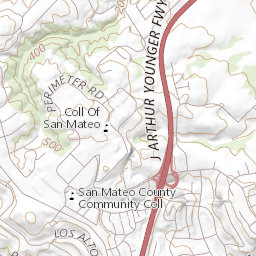 400
PERIMETER RD
J ARTHUR YOUNGER FWY
Coll Of
San Mateo
500
San Mateo County
Community Coll
LOS ALTO